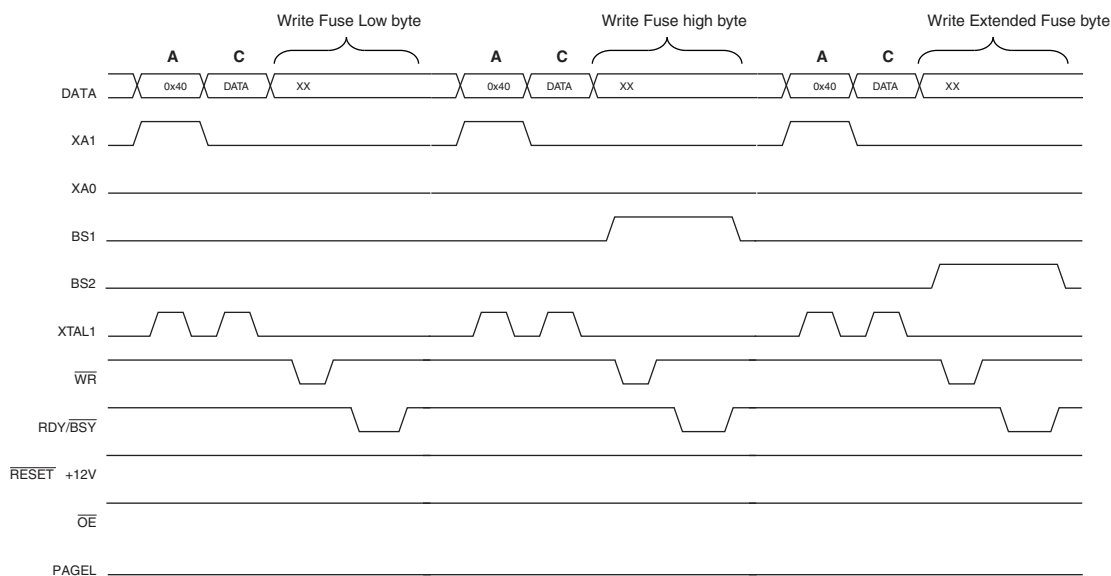 Write Fuse Low byte Write Fuse high byte Write Extended Fuse byte
A C A C A C
DATA 0x40 DATA XX 0x40 DATA XX 0x40 DATA XX
XA1
XA0
BS1
BS2
XTAL1
WR
RDY/BSY
RESET +12V
OE
PAGEL